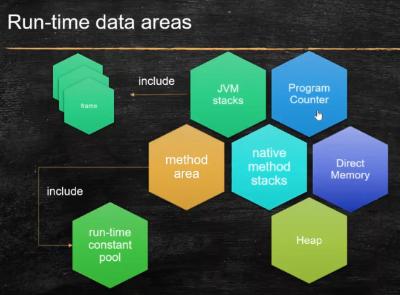 Run-time data areas
include
JVM
stacks
Program
Counter
frame
method
area
native
method
stacks
Direct
Memory
include
run-time
constant
pool
Heap